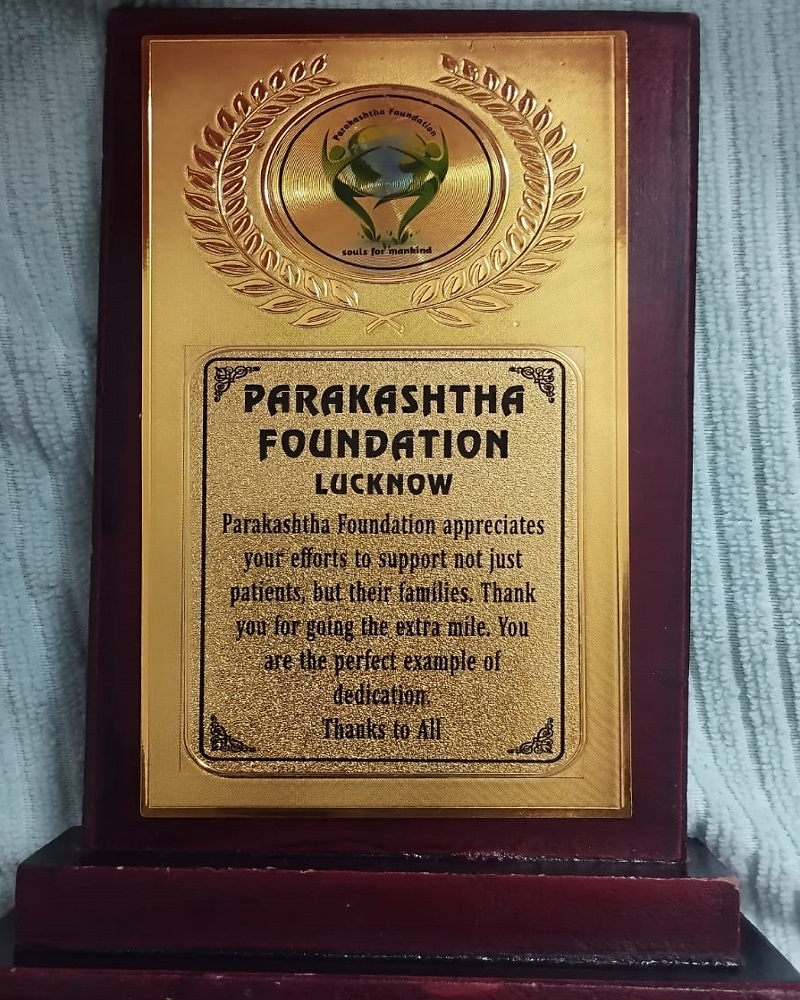 Parakashtha Foundation
souls for mankind
PARAKASHTHA
FOUNDATION
LUCKNOW
Parakashtha Foundation appreciates
your efforts to support not just
patients, but their families. Thank
you for going the extra mile. You
are the perfect example of
dedication.
Thanks to All